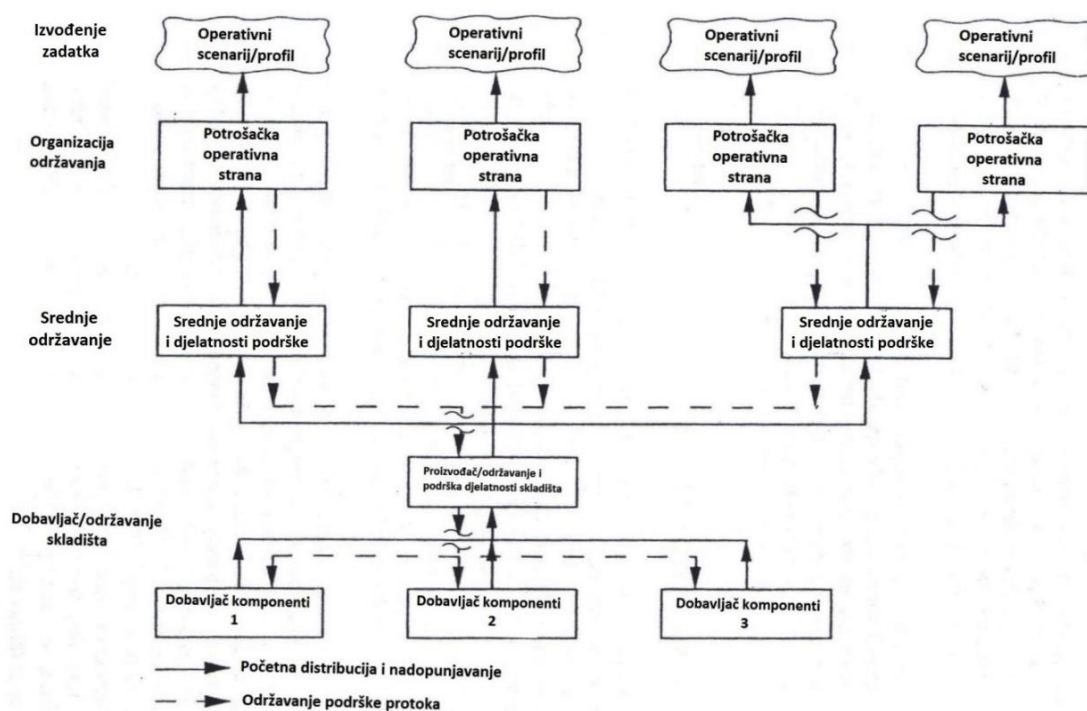 Izvođenje
zadatka
Operativni
scenarij/profil
Operativni
scenarij/profil
Operativni
scenarij/profil
Operativni
scenarij/profil
Organizacija
održavanja
Potrošačka
operativna
strana
Potrošačka
operativna
strana
Potrošačka
operativna
strana
Potrošačka
operativna
strana
Srednje
održavanje
Srednje održavanje
i djelatnosti podrške
Srednje održavanje
i djelatnosti podrške
Srednje održavanje
i djelatnosti podrške
Proizvođač/održavanje i
podrška djelatnosti skladišta
Dobavljač/održavanje
skladišta
Dobavljač komponenti
1
Dobavljač komponenti
2
Dobavljač komponenti
3
Početna distribucija i nadopunjavanje
Održavanje podrške protoka